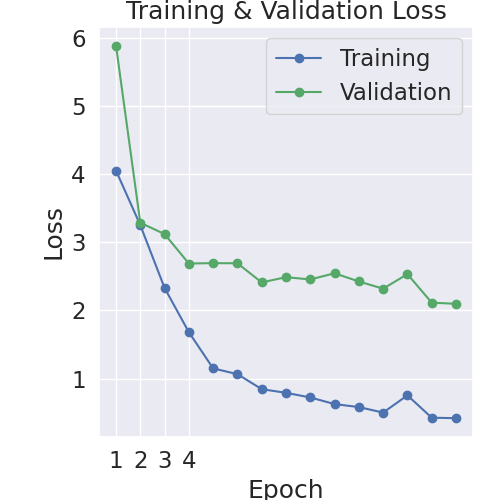 Training & Validation Loss
Training
Validation
Loss
6
5
4
3
2
1
1 2 3 4
Epoch